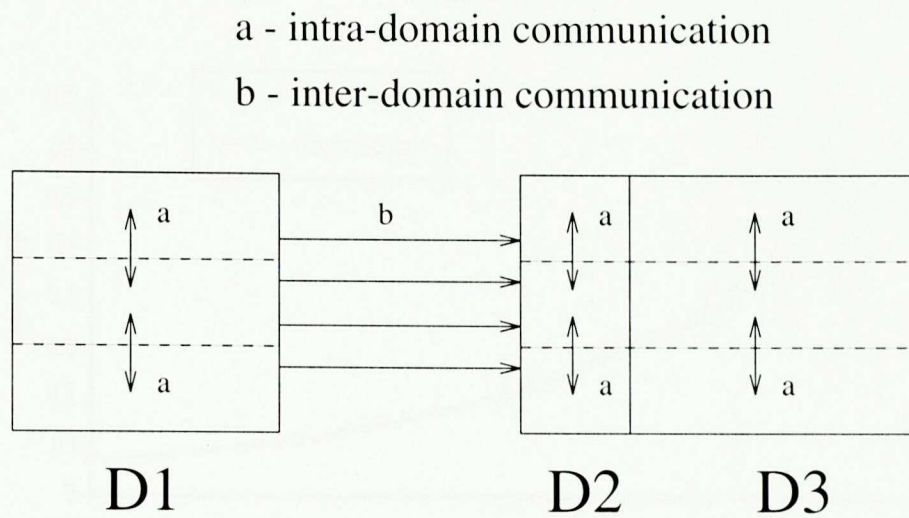 a - intra-domain communication
b - inter-domain communication
a b a a
a a a
D1 D2 D3